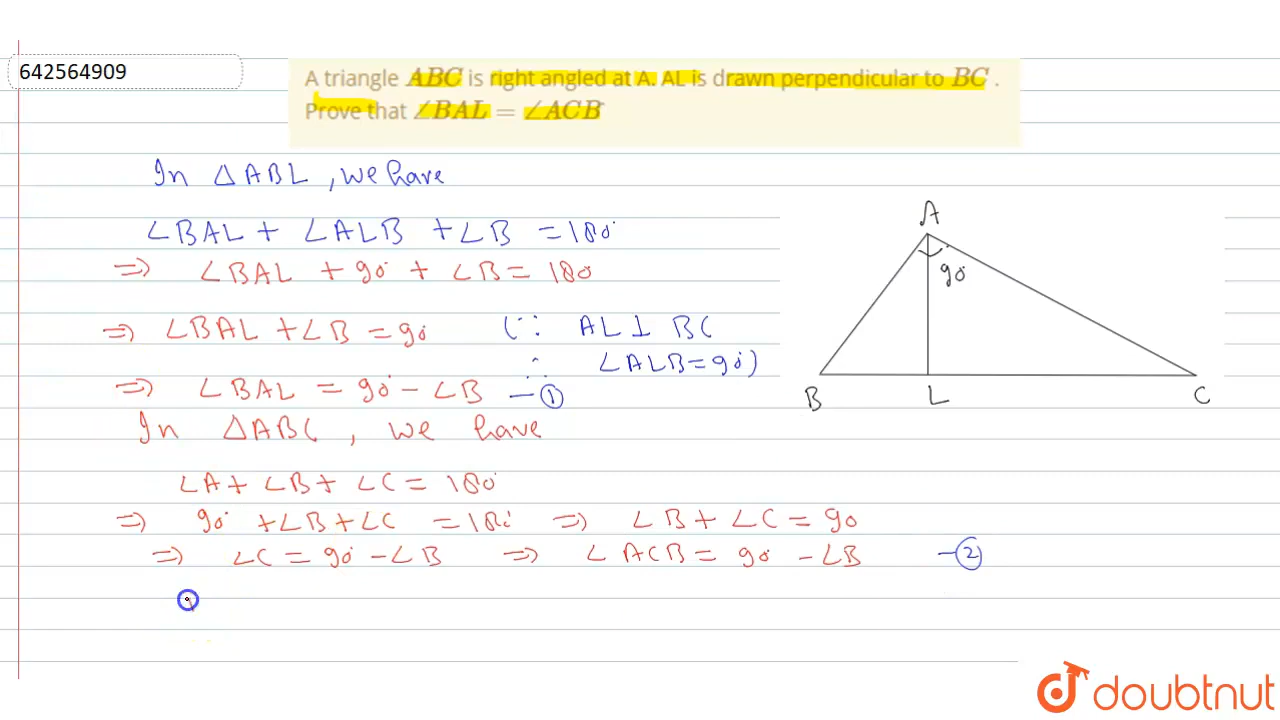 642564909
A triangle ABC is right angled at A. AL is drawn perpendicular to BC .
Prove that ∠BAL = ∠ACB
In △ABL , we have
∠BAL + ∠ALB + ∠B = 180°
⇒ ∠BAL + 90° + ∠B = 180
⇒ ∠BAL + ∠B = 90° (∵ AL ⊥ BC
∴ ∠ALB = 90°)
⇒ ∠BAL = 90° - ∠B - ①
In △ABC , we have
∠A + ∠B + ∠C = 180°
⇒ 90° + ∠B + ∠C = 180° ⇒ ∠B + ∠C = 90
⇒ ∠C = 90° - ∠B ⇒ ∠ACB = 90° - ∠B - ②
A
90°
B L C
doubtnut